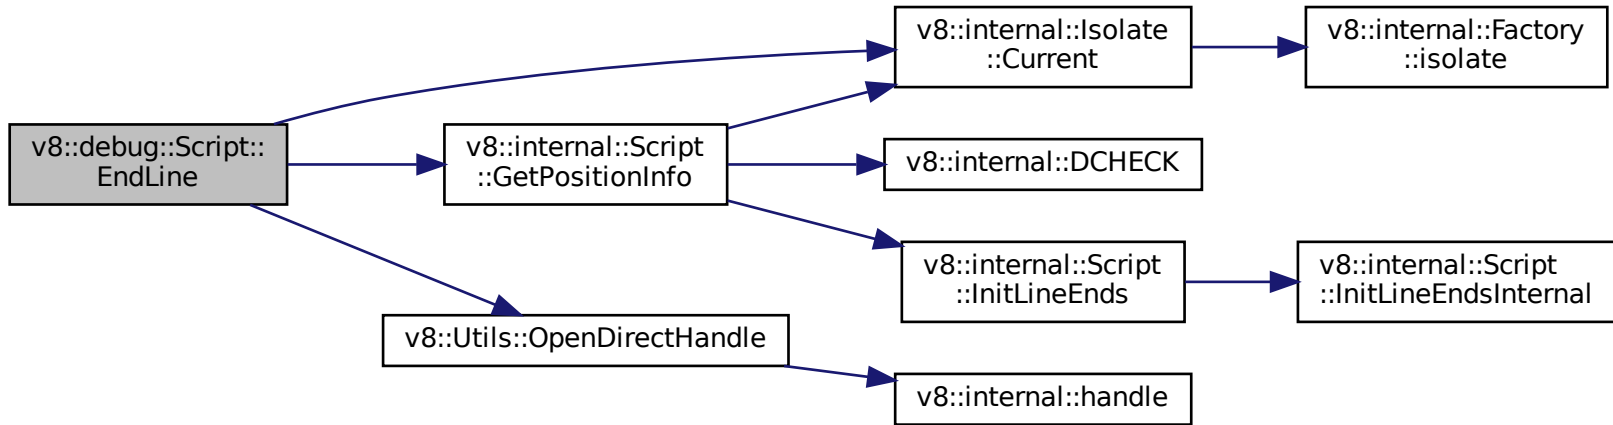 v8::debug::Script::
EndLine
v8::internal::Script
::GetPositionInfo
v8::Utils::OpenDirectHandle
v8::internal::Isolate
::Current
v8::internal::DCHECK
v8::internal::Script
::InitLineEnds
v8::internal::handle
v8::internal::Factory
::isolate
v8::internal::Script
::InitLineEndsInternal